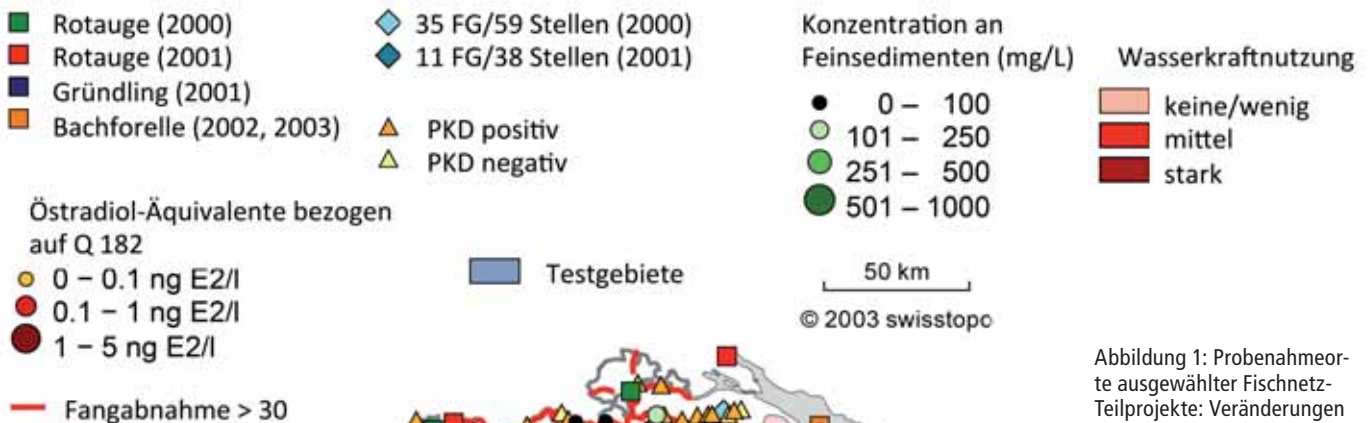 Rotauge (2000)
Rotauge (2001)
Gründling (2001)
Bachforelle (2002, 2003)
35 FG/59 Stellen (2000)
11 FG/38 Stellen (2001)
PKD positiv
PKD negativ
Konzentration an
Feinsedimenten (mg/L)
0 – 100
101 – 250
251 – 500
501 – 1000
Wasserkraftnutzung
keine/wenig
mittel
stark
Östradiol-Äquivalente bezogen
auf Q 182
0 – 0.1 ng E2/l
0.1 – 1 ng E2/l
1 – 5 ng E2/l
Testgebiete
50 km
© 2003 swisstopo
Fangabnahme > 30
Abbildung 1: Probenahmeor-
te ausgewählter Fischnetz-
Teilprojekte: Veränderungen